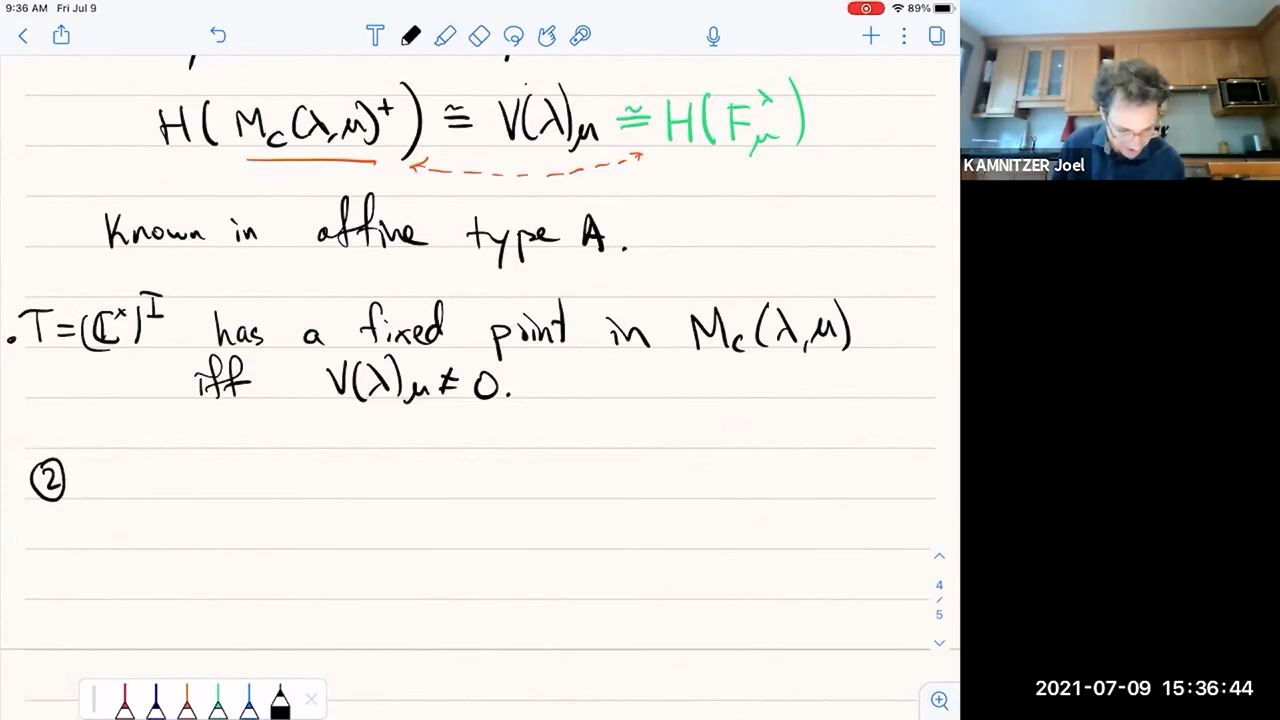 9:36 AM Fri Jul 9
89%
H( M_c(λ,μ)^+ ) ≅ V(λ)_μ ≅ H( F_μ^λ )
Known in affine type A.
. T = (ℂ^×)^I has a fixed point in M_c(λ,μ)
iff V(λ)_μ ≠ 0.
②
4
/
5
KAMNITZER Joel
2021-07-09 15:36:44